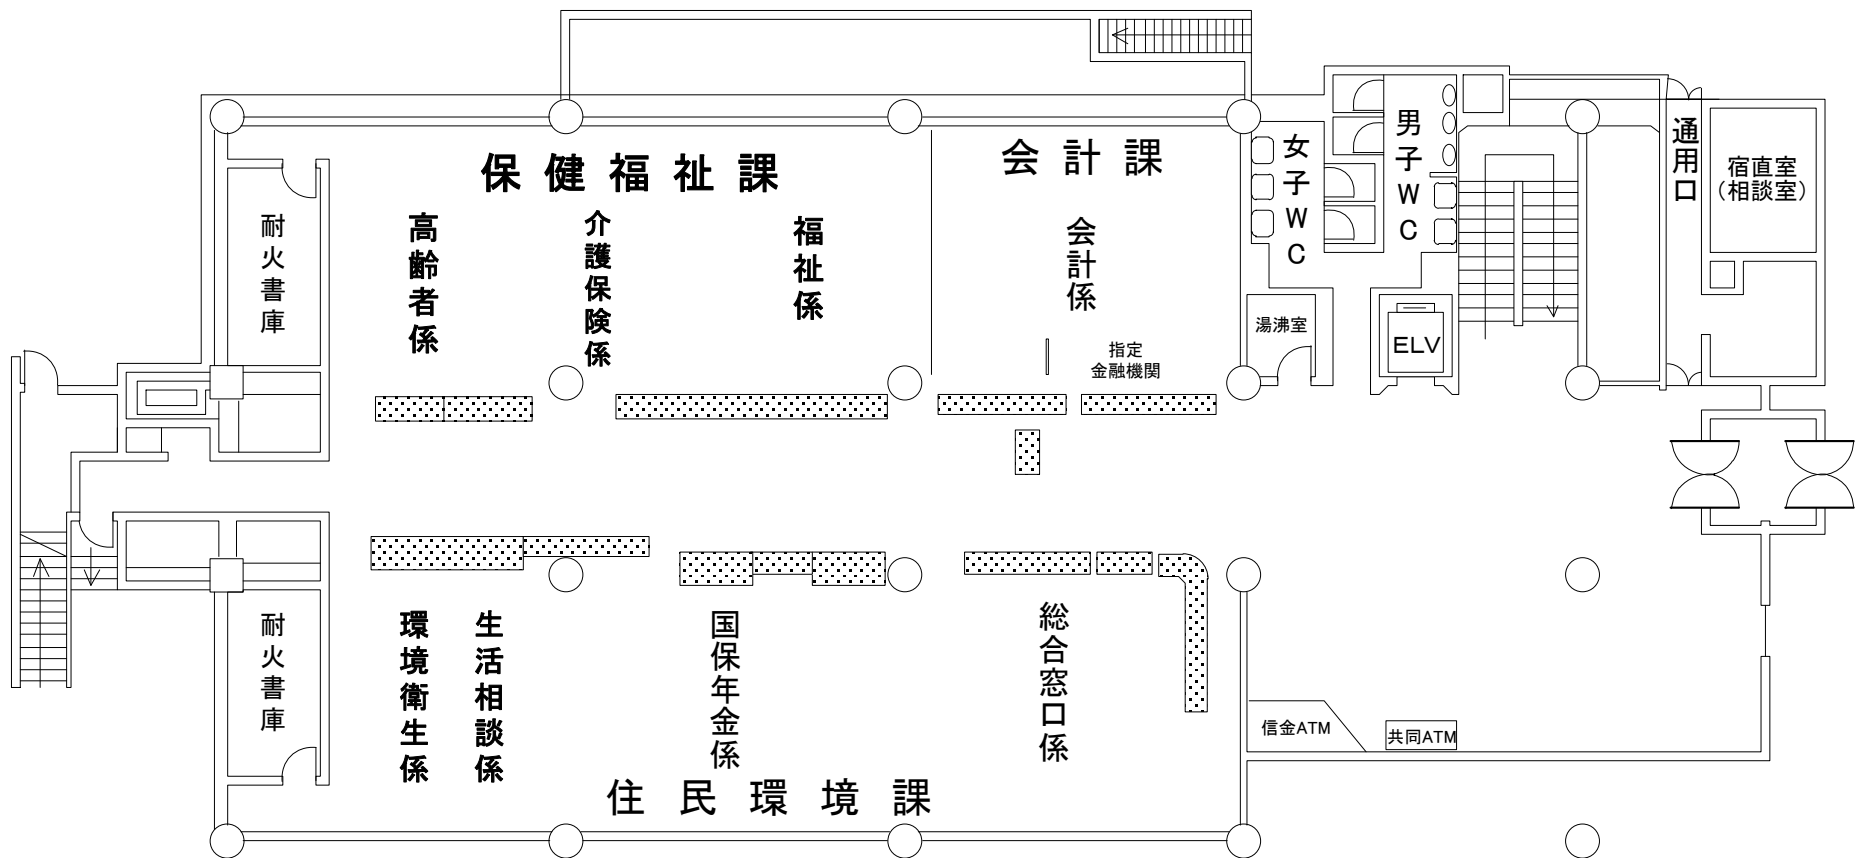 保健福祉課
高齢者係
介護保険係
福祉係
会計課
会計係
指定
金融機関
女子WC
男子WC
通用口
宿直室
(相談室)
耐火書庫
湯沸室
ELV
耐火書庫
環境衛生係
生活相談係
国保年金係
総合窓口係
住民環境課
信金ATM
共同ATM